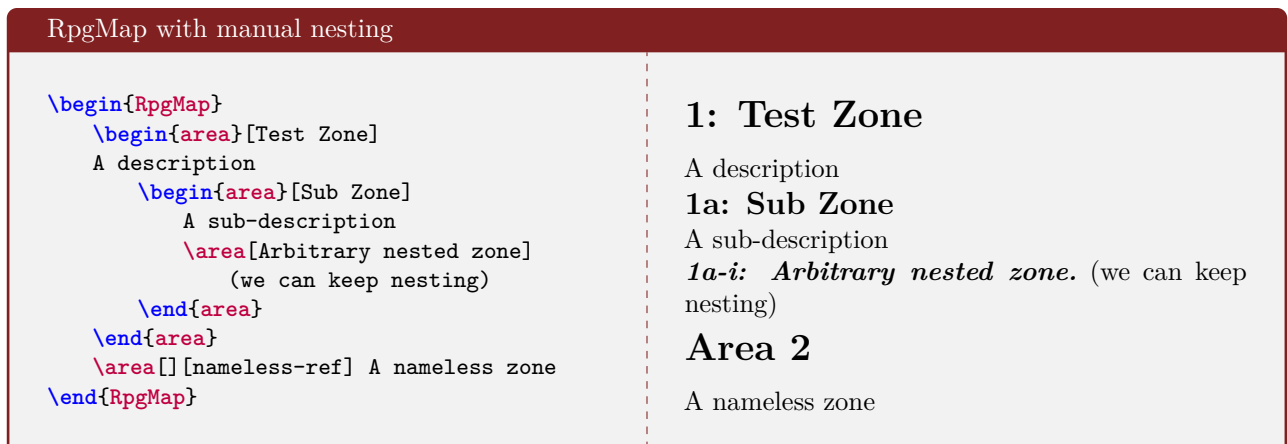 RpgMap with manual nesting
\begin{RpgMap}
    \begin{area}[Test Zone]
    A description
        \begin{area}[Sub Zone]
            A sub-description
            \area[Arbitrary nested zone]
                (we can keep nesting)
        \end{area}
    \end{area}
    \area[][nameless-ref] A nameless zone
\end{RpgMap}
1: Test Zone
A description
1a: Sub Zone
A sub-description
1a-i: Arbitrary nested zone. (we can keep
nesting)
Area 2
A nameless zone